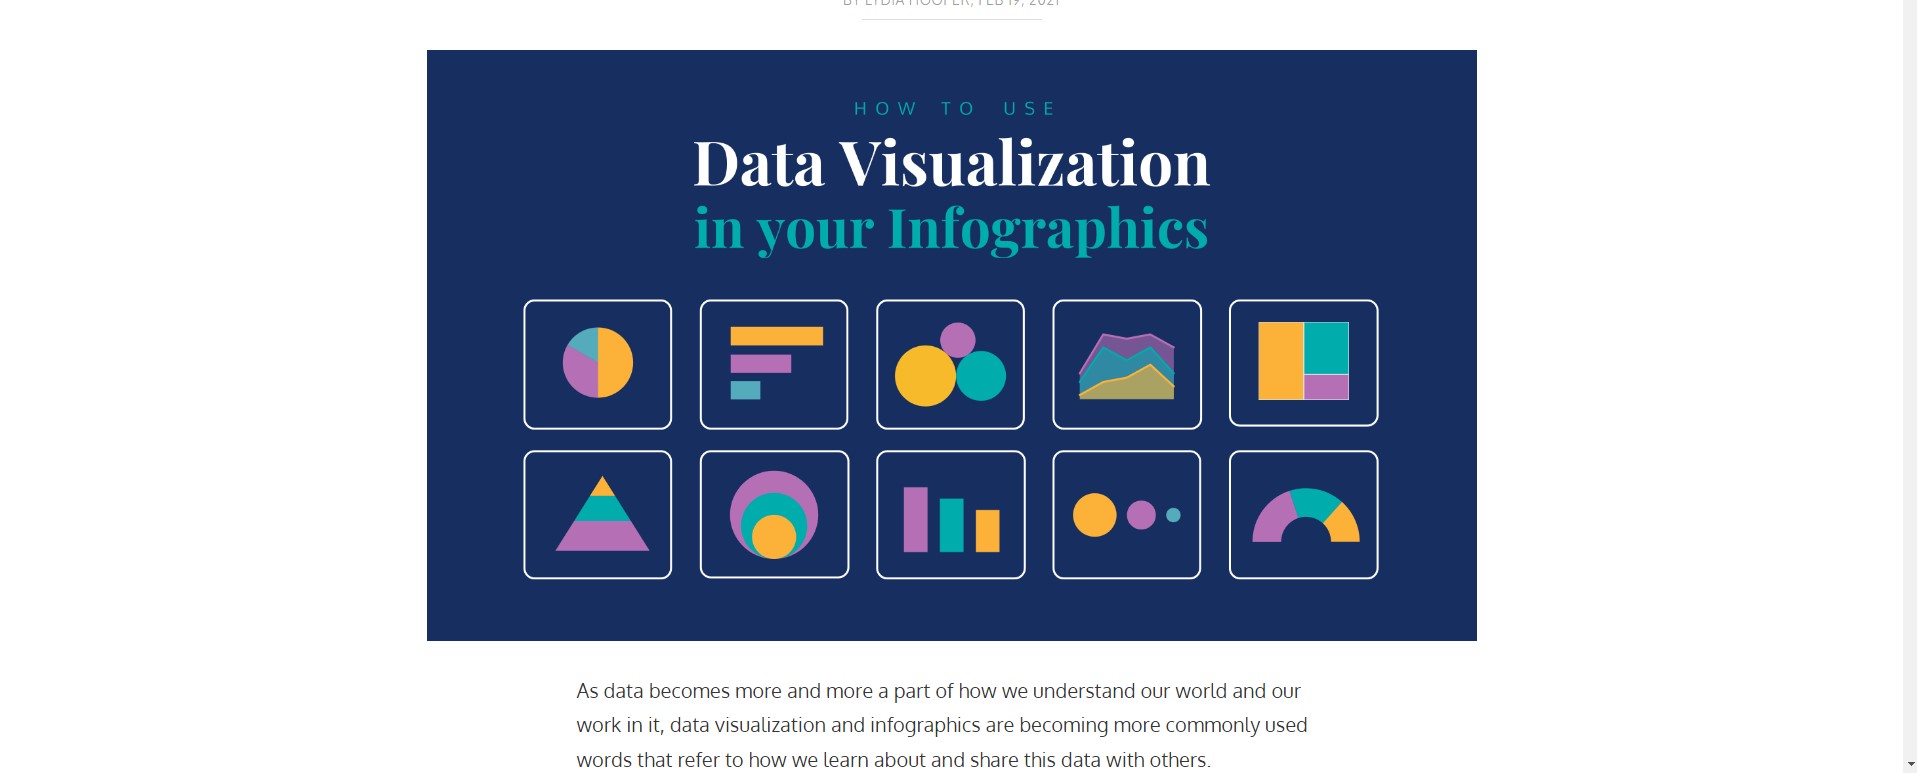 BY LYDIA HOOPER, FEB 19, 2021
HOW TO USE
Data Visualization
in your Infographics
As data becomes more and more a part of how we understand our world and our
work in it, data visualization and infographics are becoming more commonly used
words that refer to how we learn about and share this data with others.